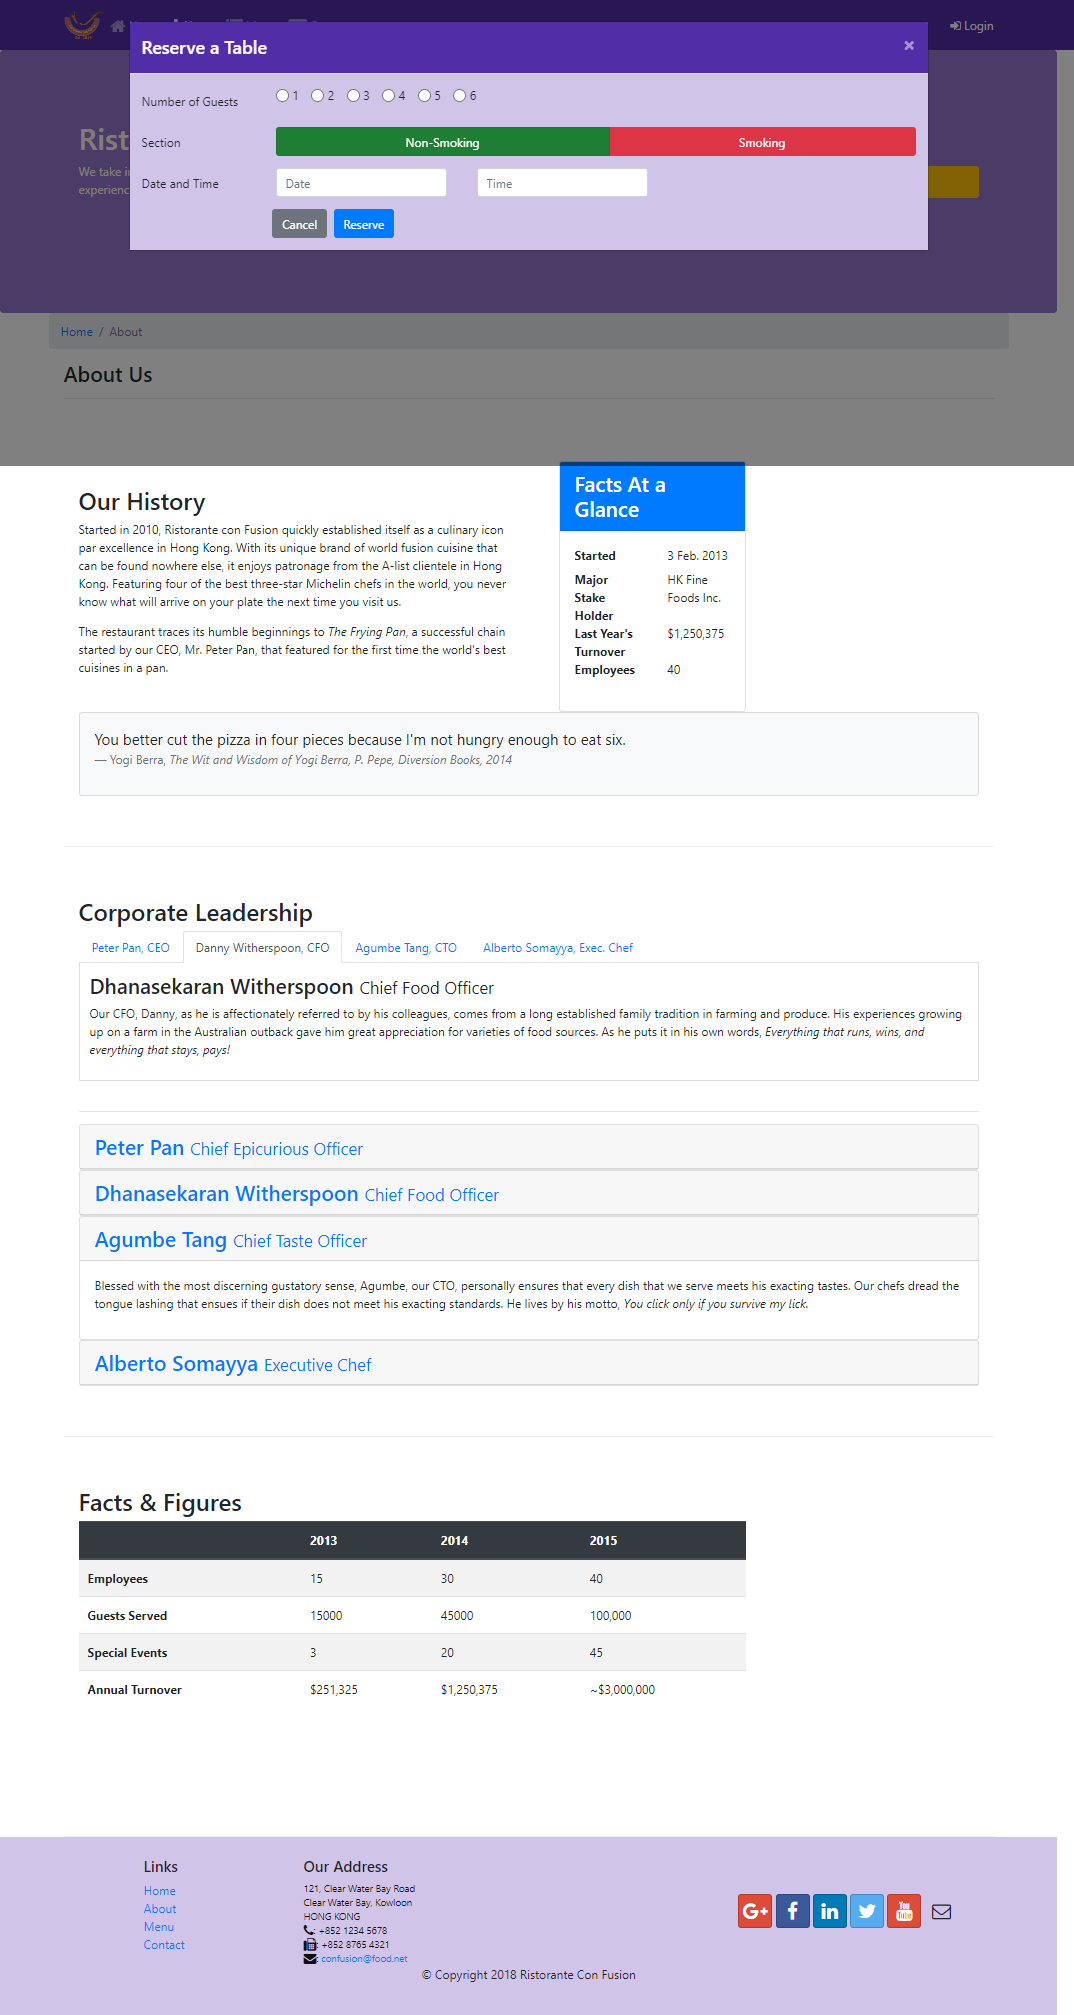 Login
Reserve a Table
×
Number of Guests
1 2 3 4 5 6
Section
Non-Smoking Smoking
Date and Time
Date Time
Cancel Reserve
Rist
We take i
experienc
Home / About
About Us
Our History
Started in 2010, Ristorante con Fusion quickly established itself as a culinary icon
par excellence in Hong Kong. With its unique brand of world fusion cuisine that
can be found nowhere else, it enjoys patronage from the A-list clientele in Hong
Kong. Featuring four of the best three-star Michelin chefs in the world, you never
know what will arrive on your plate the next time you visit us.
The restaurant traces its humble beginnings to The Frying Pan, a successful chain
started by our CEO, Mr. Peter Pan, that featured for the first time the world's best
cuisines in a pan.
Facts At a
Glance
Started 3 Feb. 2013
Major HK Fine
Stake Foods Inc.
Holder
Last Year's $1,250,375
Turnover
Employees 40
You better cut the pizza in four pieces because I'm not hungry enough to eat six.
— Yogi Berra, The Wit and Wisdom of Yogi Berra, P. Pepe, Diversion Books, 2014
Corporate Leadership
Peter Pan, CEO Danny Witherspoon, CFO Agumbe Tang, CTO Alberto Somayya, Exec. Chef
Dhanasekaran Witherspoon Chief Food Officer
Our CFO, Danny, as he is affectionately referred to by his colleagues, comes from a long established family tradition in farming and produce. His experiences growing
up on a farm in the Australian outback gave him great appreciation for varieties of food sources. As he puts it in his own words, Everything that runs, wins, and
everything that stays, pays!
Peter Pan Chief Epicurious Officer
Dhanasekaran Witherspoon Chief Food Officer
Agumbe Tang Chief Taste Officer
Blessed with the most discerning gustatory sense, Agumbe, our CTO, personally ensures that every dish that we serve meets his exacting tastes. Our chefs dread the
tongue lashing that ensues if their dish does not meet his exacting standards. He lives by his motto, You click only if you survive my lick.
Alberto Somayya Executive Chef
Facts & Figures
2013 2014 2015
Employees 15 30 40
Guests Served 15000 45000 100,000
Special Events 3 20 45
Annual Turnover $251,325 $1,250,375 ~$3,000,000
Links
Home
About
Menu
Contact
Our Address
121, Clear Water Bay Road
Clear Water Bay, Kowloon
HONG KONG
: +852 1234 5678
: +852 8765 4321
: confusion@food.net
G+ f in You Tube
© Copyright 2018 Ristorante Con Fusion